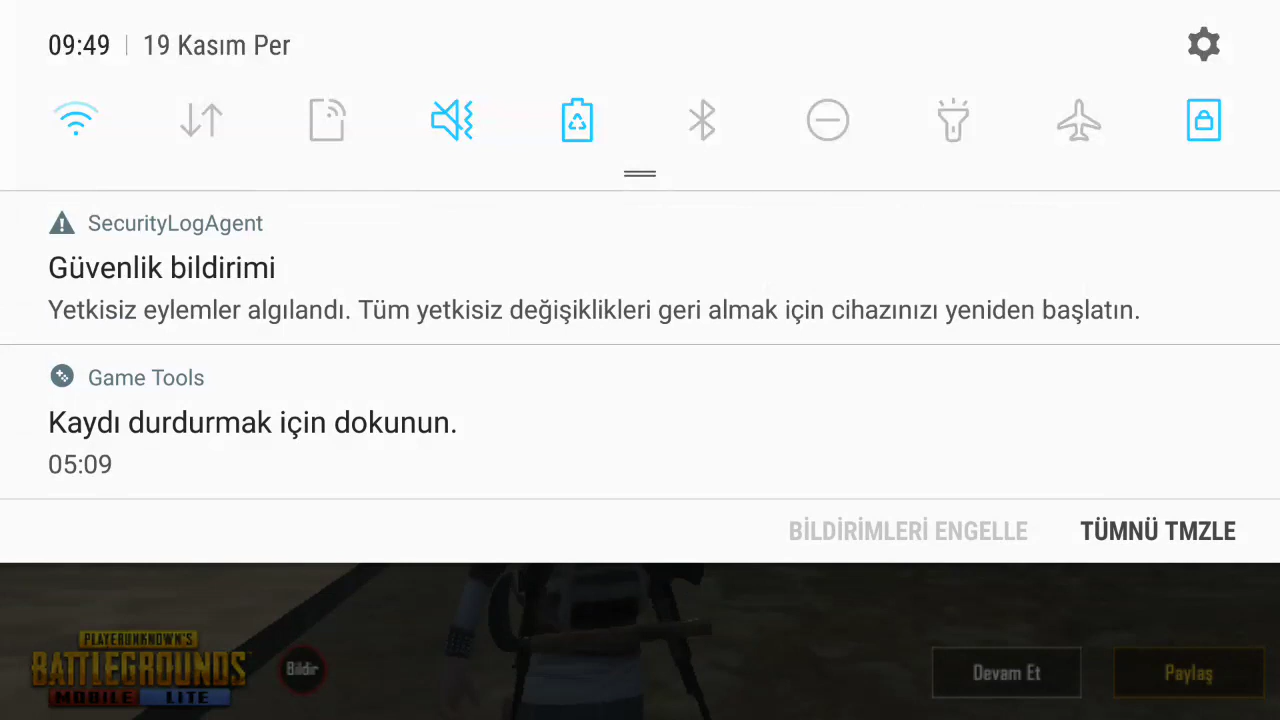 09:49 | 19 Kasım Per
SecurityLogAgent
Güvenlik bildirimi
Yetkisiz eylemler algılandı. Tüm yetkisiz değişiklikleri geri almak için cihazınızı yeniden başlatın.
Game Tools
Kaydı durdurmak için dokunun.
05:09
BİLDİRİMLERİ ENGELLE TÜMNÜ TMZLE
PLAYERUNKNOWN'S
BATTLEGROUNDS
MOBILE LITE
Bildir
Devam Et
Paylaş